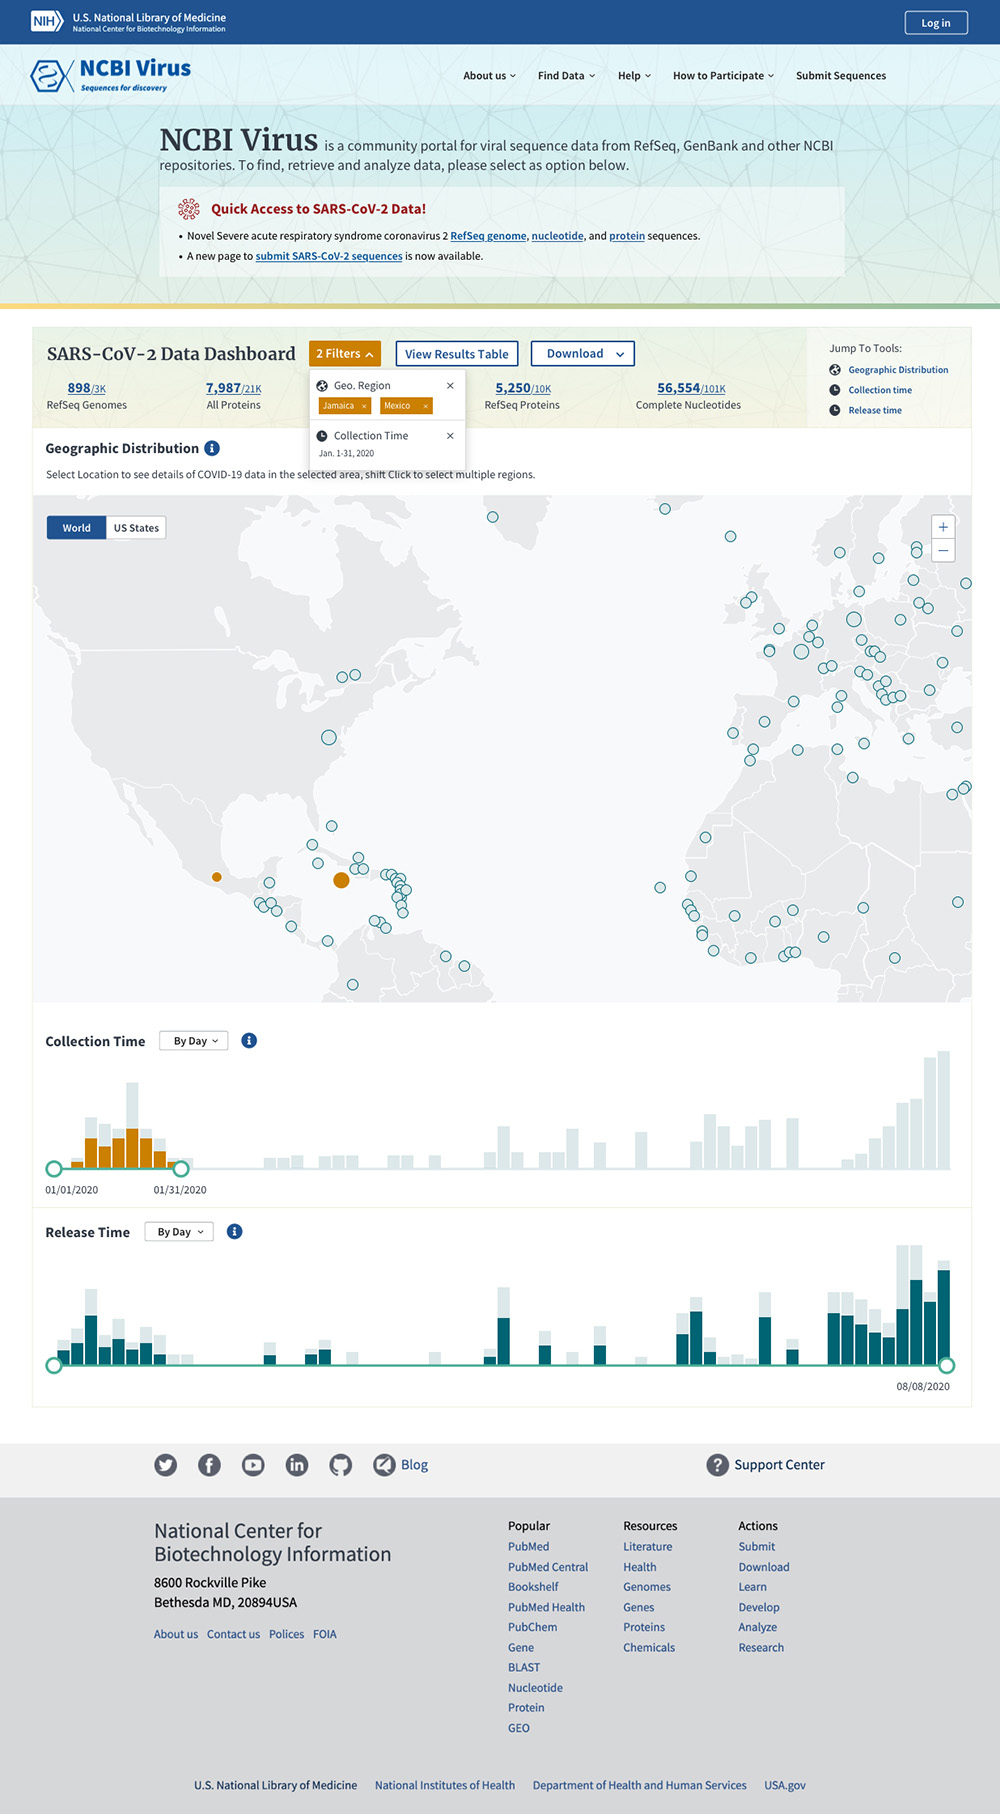 NIH
U.S. National Library of Medicine
National Center for Biotechnology Information
Log in
NCBI Virus
Sequences for discovery
About us
Find Data
Help
How to Participate
Submit Sequences
NCBI Virus is a community portal for viral sequence data from RefSeq, GenBank and other NCBI
repositories. To find, retrieve and analyze data, please select as option below.
Quick Access to SARS-CoV-2 Data!
• Novel Severe acute respiratory syndrome coronavirus 2 RefSeq genome, nucleotide, and protein sequences.
• A new page to submit SARS-CoV-2 sequences is now available.
SARS-CoV-2 Data Dashboard
2 Filters
View Results Table
Download
Jump To Tools:
Geographic Distribution
Collection time
Release time
898/3K
RefSeq Genomes
7,987/21K
All Proteins
5,250/10K
RefSeq Proteins
56,554/101K
Complete Nucleotides
Geo. Region ×
Jamaica ×
Mexico ×
Collection Time ×
Jan. 1-31, 2020
Geographic Distribution i
Select Location to see details of COVID-19 data in the selected area, shift Click to select multiple regions.
World
US States
+
−
Collection Time
By Day
i
01/01/2020
01/31/2020
Release Time
By Day
i
08/08/2020
Blog
? Support Center
National Center for
Biotechnology Information
8600 Rockville Pike
Bethesda MD, 20894USA
About us Contact us Polices FOIA
Popular
PubMed
PubMed Central
Bookshelf
PubMed Health
PubChem
Gene
BLAST
Nucleotide
Protein
GEO
Resources
Literature
Health
Genomes
Genes
Proteins
Chemicals
Actions
Submit
Download
Learn
Develop
Analyze
Research
U.S. National Library of Medicine
National Institutes of Health
Department of Health and Human Services
USA.gov